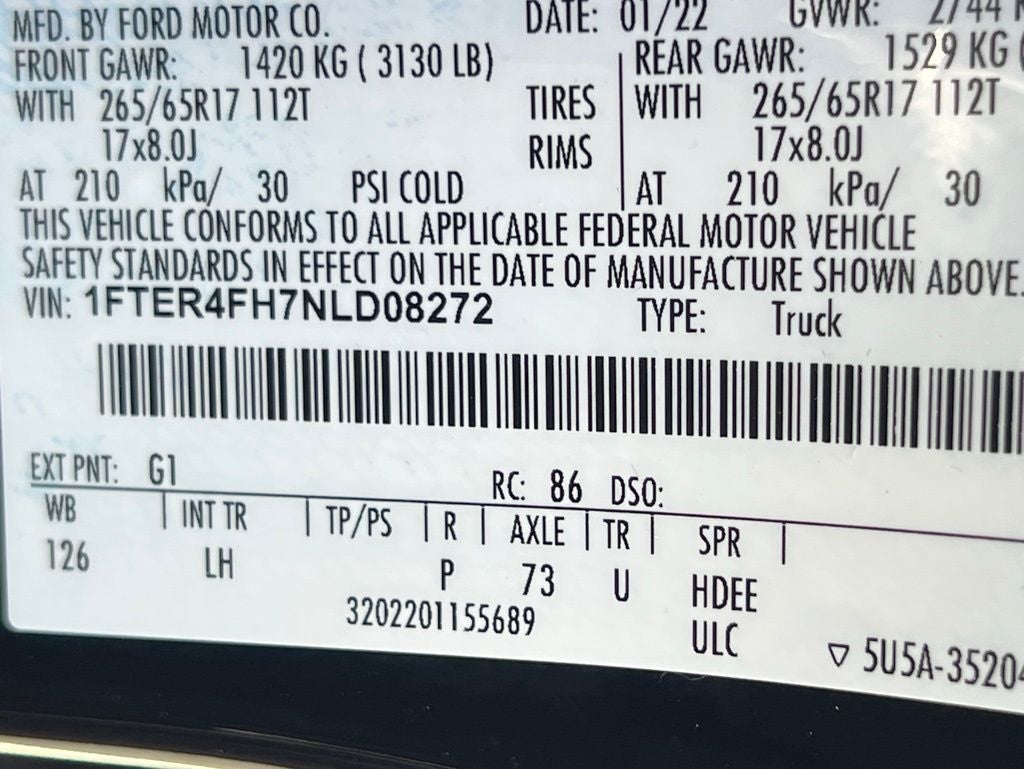 MFD. BY FORD MOTOR CO. DATE: 01/22 GVWR: 2744
FRONT GAWR: 1420 KG ( 3130 LB) REAR GAWR: 1529 KG (
WITH 265/65R17 112T TIRES WITH 265/65R17 112T
17x8.0J RIMS 17x8.0J
AT 210 kPa/ 30 PSI COLD AT 210 kPa/ 30
THIS VEHICLE CONFORMS TO ALL APPLICABLE FEDERAL MOTOR VEHICLE
SAFETY STANDARDS IN EFFECT ON THE DATE OF MANUFACTURE SHOWN ABOVE.
VIN: 1FTER4FH7NLD08272 TYPE: Truck
EXT PNT: G1 RC: 86 DSO:
WB | INT TR | TP/PS | R | AXLE | TR | SPR |
126 LH P 73 U HDEE
3202201155689 ULC
▽ 5U5A-35204